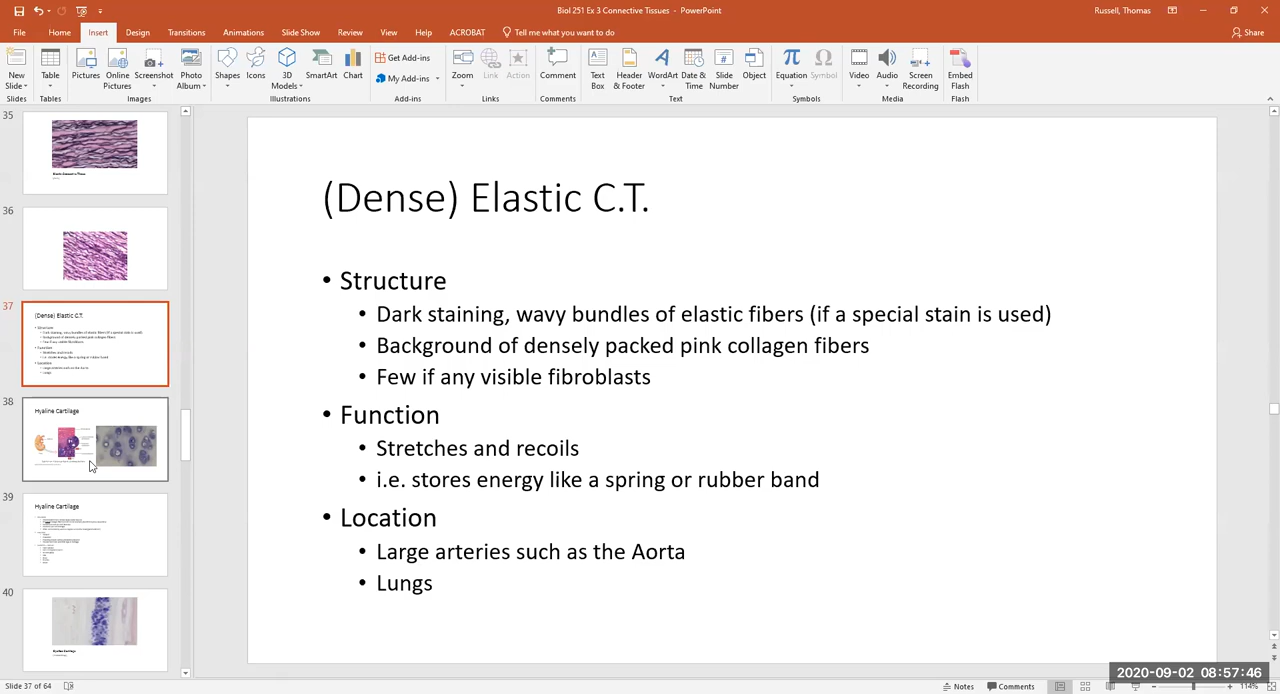 Biol 251 Ex 3 Connective Tissues - PowerPoint
Russell, Thomas
File Home Insert Design Transitions Animations Slide Show Review View Help ACROBAT Tell me what you want to do
Share
New Slide
Table
Pictures
Online Pictures
Screenshot
Photo Album
Shapes
Icons
3D Models
SmartArt
Chart
Get Add-ins
My Add-ins
Zoom
Link
Action
Comment
Text Box
Header & Footer
WordArt
Date & Time
Slide Number
Object
Equation
Symbol
Video
Audio
Screen Recording
Embed Flash
Slides Tables Images Illustrations Add-ins Links Comments Text Symbols Media Flash
35
36
37
(Dense) Elastic C.T.
38
Hyaline Cartilage
39
Hyaline Cartilage
40
Hyaline Cartilage
(Dense) Elastic C.T.
• Structure
• Dark staining, wavy bundles of elastic fibers (if a special stain is used)
• Background of densely packed pink collagen fibers
• Few if any visible fibroblasts
• Function
• Stretches and recoils
• i.e. stores energy like a spring or rubber band
• Location
• Large arteries such as the Aorta
• Lungs
2020-09-02 08:57:46
Slide 37 of 64
Notes
Comments
114%